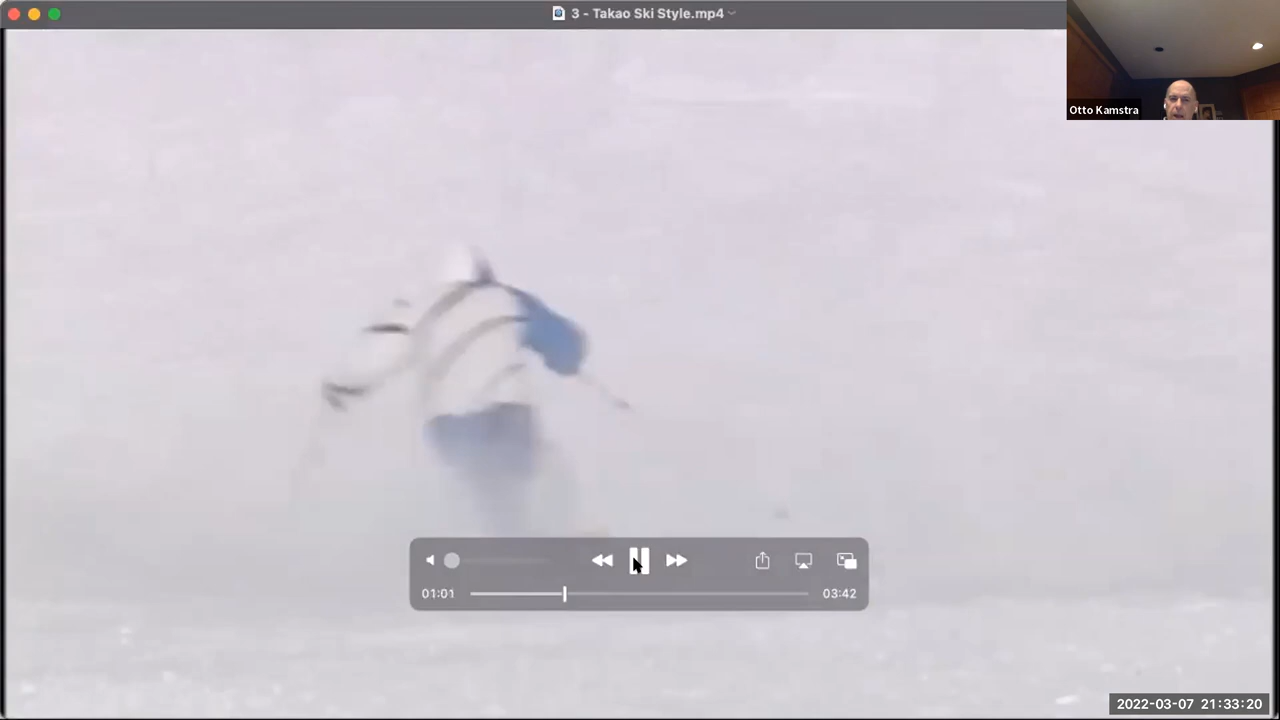 3 - Takao Ski Style.mp4
Otto Kamstra
01:01
03:42
2022-03-07 21:33:20